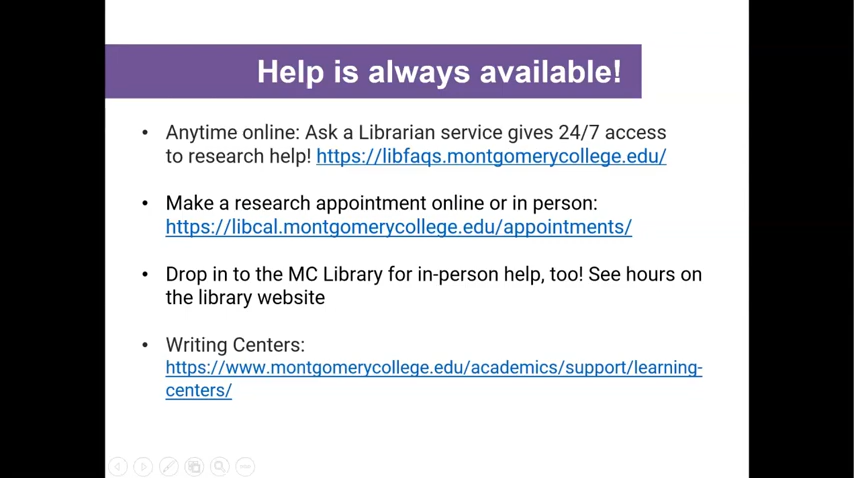 Help is always available!
• Anytime online: Ask a Librarian service gives 24/7 access
to research help! https://libfaqs.montgomerycollege.edu/
• Make a research appointment online or in person:
https://libcal.montgomerycollege.edu/appointments/
• Drop in to the MC Library for in-person help, too! See hours on
the library website
• Writing Centers:
https://www.montgomerycollege.edu/academics/support/learning-
centers/